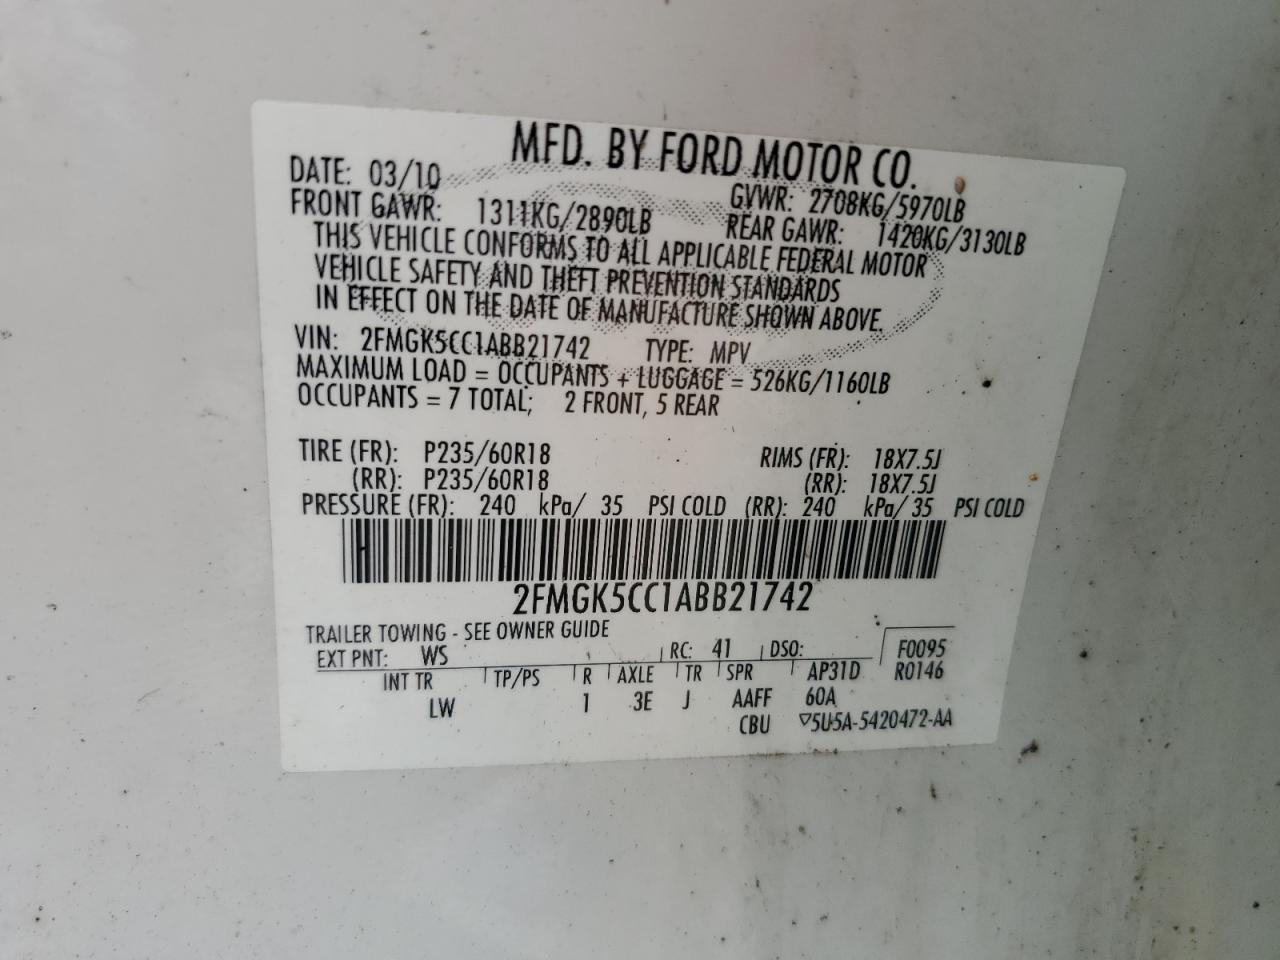 MFD. BY FORD MOTOR CO.
DATE: 03/10 GVWR: 2708KG/5970LB
FRONT GAWR: 1311KG/2890LB REAR GAWR: 1420KG/3130LB
THIS VEHICLE CONFORMS TO ALL APPLICABLE FEDERAL MOTOR
VEHICLE SAFETY AND THEFT PREVENTION STANDARDS
IN EFFECT ON THE DATE OF MANUFACTURE SHOWN ABOVE.
VIN: 2FMGK5CC1ABB21742 TYPE: MPV
MAXIMUM LOAD = OCCUPANTS + LUGGAGE = 526KG/1160LB
OCCUPANTS = 7 TOTAL; 2 FRONT, 5 REAR
TIRE (FR): P235/60R18 RIMS (FR): 18X7.5J
(RR): P235/60R18 (RR): 18X7.5J
PRESSURE (FR): 240 kPa/ 35 PSI COLD (RR): 240 kPa/ 35 PSI COLD
2FMGK5CC1ABB21742
TRAILER TOWING - SEE OWNER GUIDE
EXT PNT: WS RC: 41 DSO: F0095
INT TR TP/PS R AXLE TR SPR AP31D R0146
LW 1 3E J AAFF 60A
CBU ▽5U5A-5420472-AA